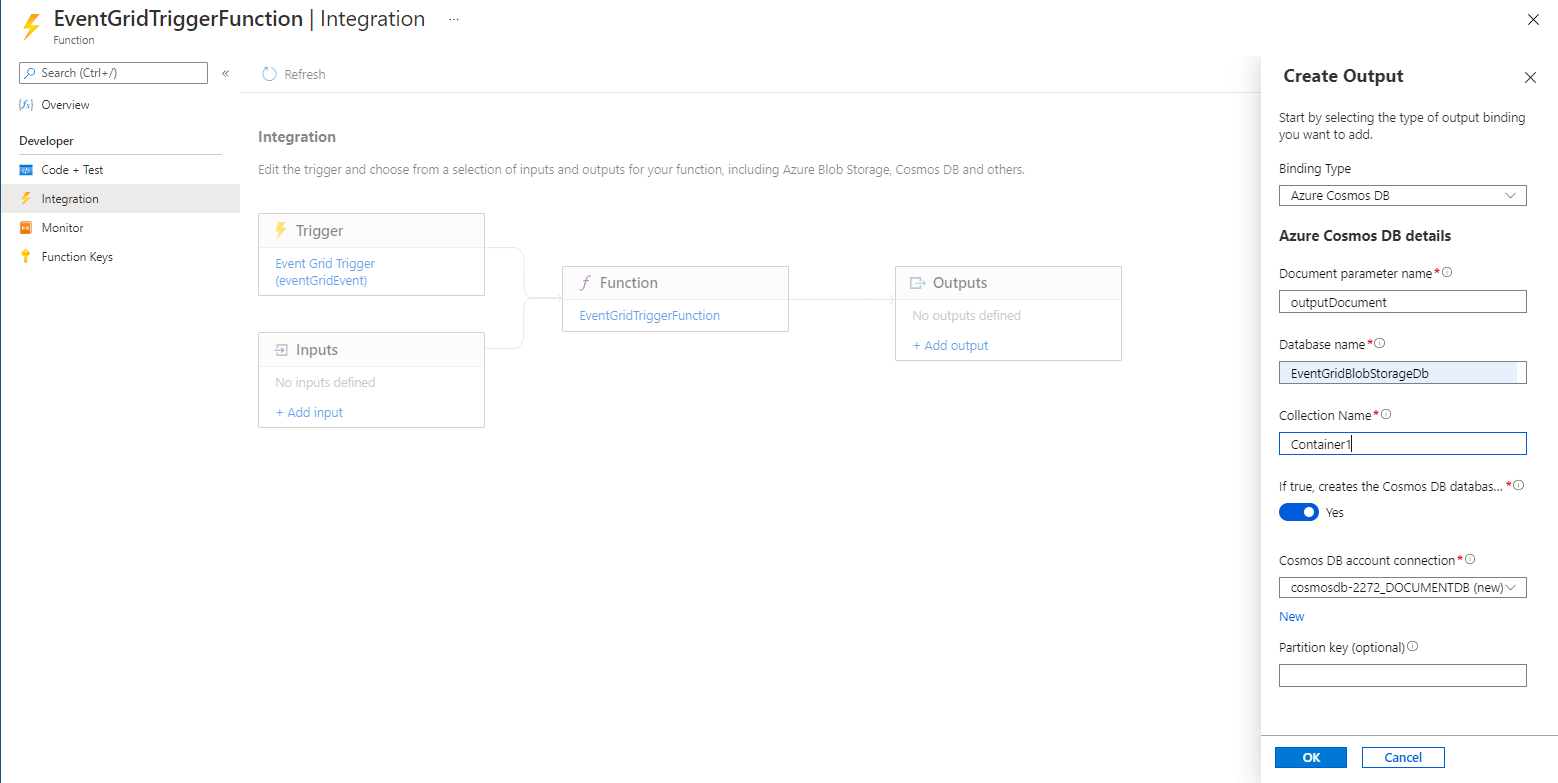 EventGridTriggerFunction | Integration ...
Function
Search (Ctrl+/)
«
Overview
Developer
Code + Test
Integration
Monitor
Function Keys
Refresh
Integration
Edit the trigger and choose from a selection of inputs and outputs for your function, including Azure Blob Storage, Cosmos DB and others.
Trigger
Event Grid Trigger
(eventGridEvent)
Inputs
No inputs defined
+ Add input
Function
EventGridTriggerFunction
Outputs
No outputs defined
+ Add output
Create Output
Start by selecting the type of output binding
you want to add.
Binding Type
Azure Cosmos DB
Azure Cosmos DB details
Document parameter name*
outputDocument
Database name*
EventGridBlobStorageDb
Collection Name*
Container1
If true, creates the Cosmos DB databas... *
Yes
Cosmos DB account connection*
cosmosdb-2272_DOCUMENTDB (new)
New
Partition key (optional)
OK
Cancel